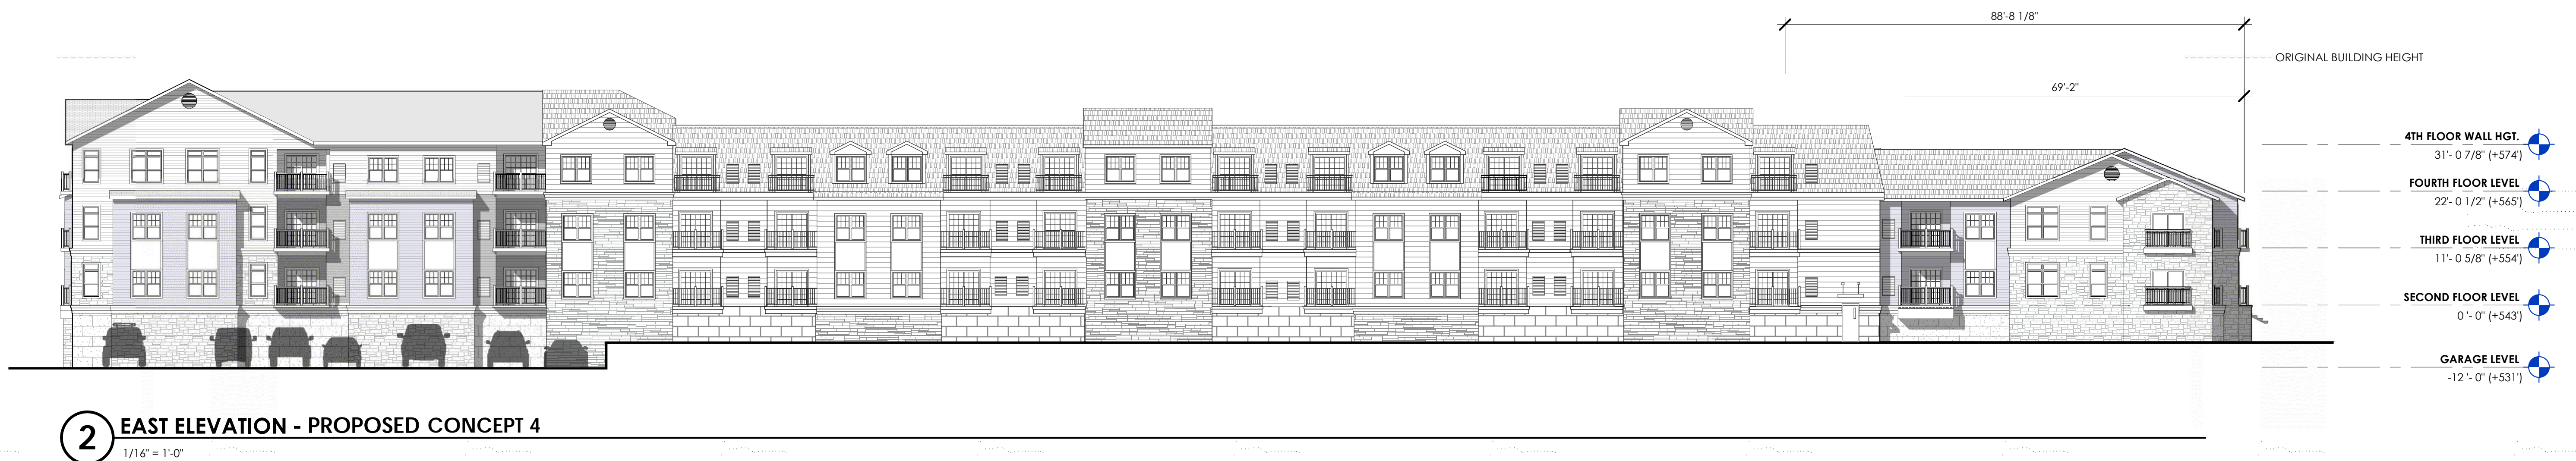 88'-8 1/8"
ORIGINAL BUILDING HEIGHT
69'-2"
4TH FLOOR WALL HGT.
31'- 0 7/8" (+574')
FOURTH FLOOR LEVEL
22'- 0 1/2" (+565')
THIRD FLOOR LEVEL
11'- 0 5/8" (+554')
SECOND FLOOR LEVEL
0 '- 0" (+543')
GARAGE LEVEL
-12 '- 0" (+531')
2 EAST ELEVATION - PROPOSED CONCEPT 4
1/16" = 1'-0"